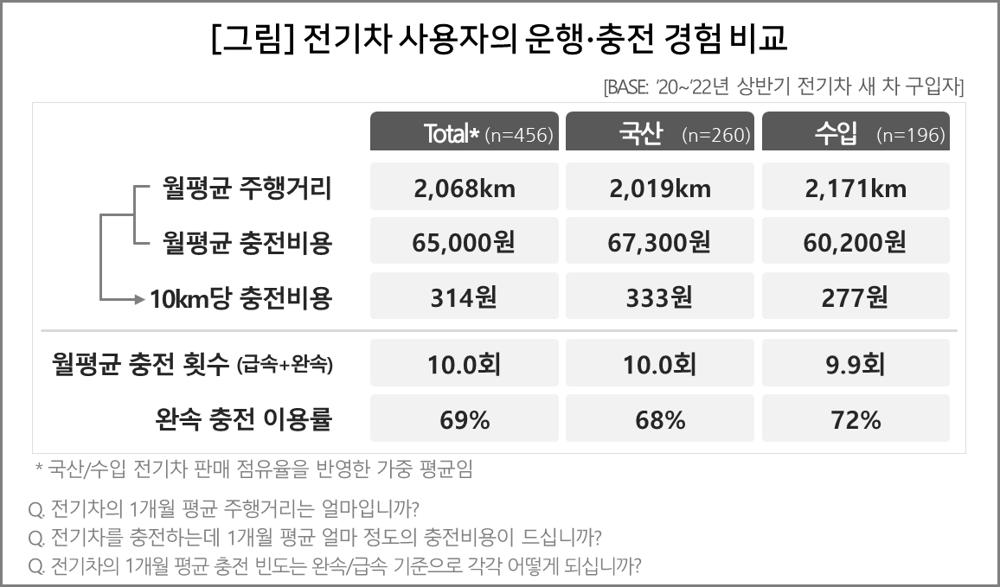 [그림] 전기차 사용자의 운행·충전 경험 비교
[BASE: ‘20~‘22년 상반기 전기차 새 차 구입자]
Total* (n=456) 국산 (n=260) 수입 (n=196)
월평균 주행거리 2,068km 2,019km 2,171km
월평균 충전비용 65,000원 67,300원 60,200원
10km당 충전비용 314원 333원 277원
월평균 충전 횟수 (급속+완속) 10.0회 10.0회 9.9회
완속 충전 이용률 69% 68% 72%
* 국산/수입 전기차 판매 점유율을 반영한 가중 평균임
Q. 전기차의 1개월 평균 주행거리는 얼마입니까?
Q. 전기차를 충전하는데 1개월 평균 얼마 정도의 충전비용이 드십니까?
Q. 전기차의 1개월 평균 충전 빈도는 완속/급속 기준으로 각각 어떻게 되십니까?